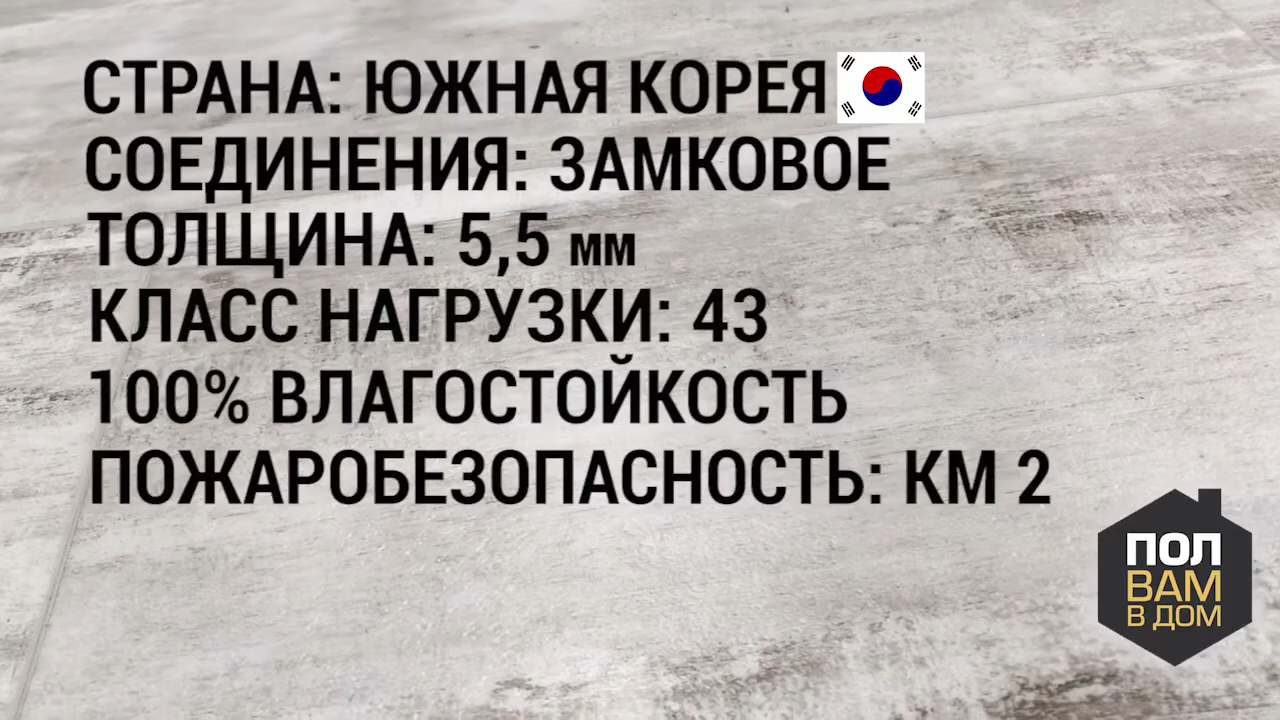 СТРАНА: ЮЖНАЯ КОРЕЯ
СОЕДИНЕНИЯ: ЗАМКОВОЕ
ТОЛЩИНА: 5,5 мм
КЛАСС НАГРУЗКИ: 43
100% ВЛАГОСТОЙКОСТЬ
ПОЖАРОБЕЗОПАСНОСТЬ: КМ 2
ПОЛ
ВАМ
В ДОМ